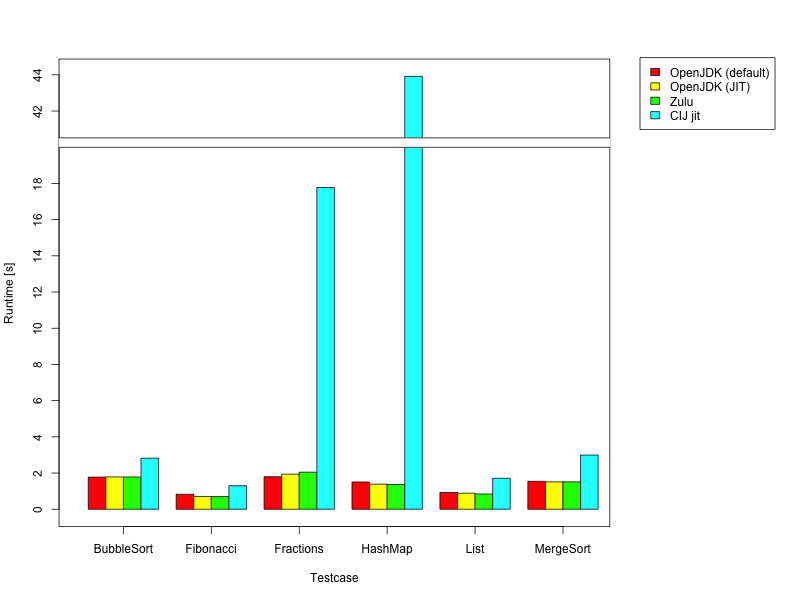 44
42
18
16
14
12
10
8
6
4
2
0
Runtime [s]
BubbleSort Fibonacci Fractions HashMap List MergeSort
Testcase
OpenJDK (default)
OpenJDK (JIT)
Zulu
CIJ jit